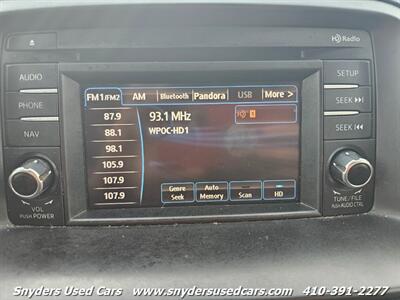 HD Radio
AUDIO
PHONE
NAV
VOL
PUSH POWER
FM1/FM2 AM Bluetooth Pandora USB More >
87.9
88.1
98.1
105.9
107.9
107.9
93.1 MHz
WPOC-HD1
Genre Seek
Auto Memory
Scan
HD
SETUP
SEEK
SEEK
TUNE/FILE
PUSH AUDIO CTRL
Snyders Used Cars www.snydersusedcars.com 410-391-2277